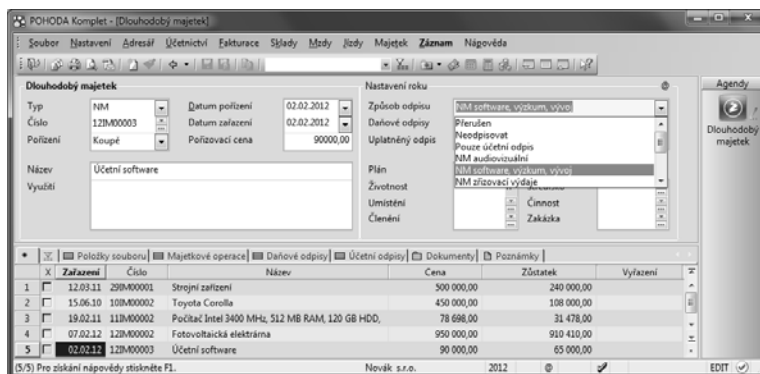 POHODA Komplet - [Dlouhodobý majetek]
Soubor Nastavení Adresář Účetnictví Fakturace Sklady Mzdy Jízdy Majetek Záznam Nápověda
Dlouhodobý majetek
Typ NM Datum pořízení 02.02.2012
Číslo 12IM00003 Datum zařazení 02.02.2012
Pořízení Koupě Pořizovací cena 90000,00
Název Účetní software
Využití
Nastavení roku
Způsob odpisu NM software, výzkum, vývoj
Daňové odpisy
Uplatněný odpis
Přerušen
Neodpisovat
Pouze účetní odpis
NM audiovizuální
NM software, výzkum, vývoj
NM zřizovací výdaje
Plán
Životnost
Umístění Činnost
Členění Zakázka
Agendy
Dlouhodobý
majetek
Položky souboru Majetkové operace Daňové odpisy Účetní odpisy Dokumenty Poznámky
X Zařazení Číslo Název Cena Zůstatek Vyřazení
1 12.03.11 29IM00001 Strojní zařízení 500 000,00 240 000,00
2 15.06.10 10IM00002 Toyota Corolla 450 000,00 108 000,00
3 19.02.11 11IM00002 Počítač Intel 3400 MHz, 512 MB RAM, 120 GB HDD, 78 698,00 31 478,00
4 07.02.12 12IM00002 Fotovoltaická elektrárna 950 000,00 910 410,00
5 02.02.12 12IM00003 Účetní software 90 000,00 65 000,00
(5/5) Pro získání nápovědy stiskněte F1. Novák s.r.o. 2012 @ EDIT